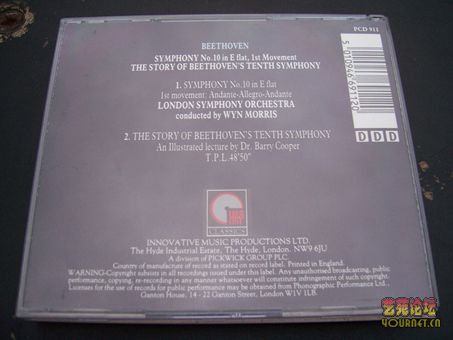 PCD 911
BEETHOVEN
SYMPHONY No.10 in E flat, 1st Movement
THE STORY OF BEETHOVEN'S TENTH SYMPHONY
1. SYMPHONY No.10 in E flat
1st movement: Andante-Allegro-Andante
LONDON SYMPHONY ORCHESTRA
conducted by WYN MORRIS
2. THE STORY OF BEETHOVEN'S TENTH SYMPHONY
An Illustrated lecture by Dr. Barry Cooper
T.P.L. 48'50"
5 010946 691120
DDD
IMP
CLASSICS
INNOVATIVE MUSIC PRODUCTIONS LTD.
The Hyde Industrial Estate, The Hyde, London. NW9 6JU
A division of PICKWICK GROUP PLC.
Country of manufacture of record as stated on record label. Printed in England.
WARNING-Copyright subsists in all recordings issued under this label. Any unauthorised broadcasting, public
performance, copying, re-recording in any manner whatsoever will constitute infringement of such copyright.
Licenses for the use of records for public performance may be obtained from Phonographic Performance Ltd.,
Ganton House, 14 - 22 Ganton Street, London W1V 1LB.
艺苑论坛
4YOURNET.CN